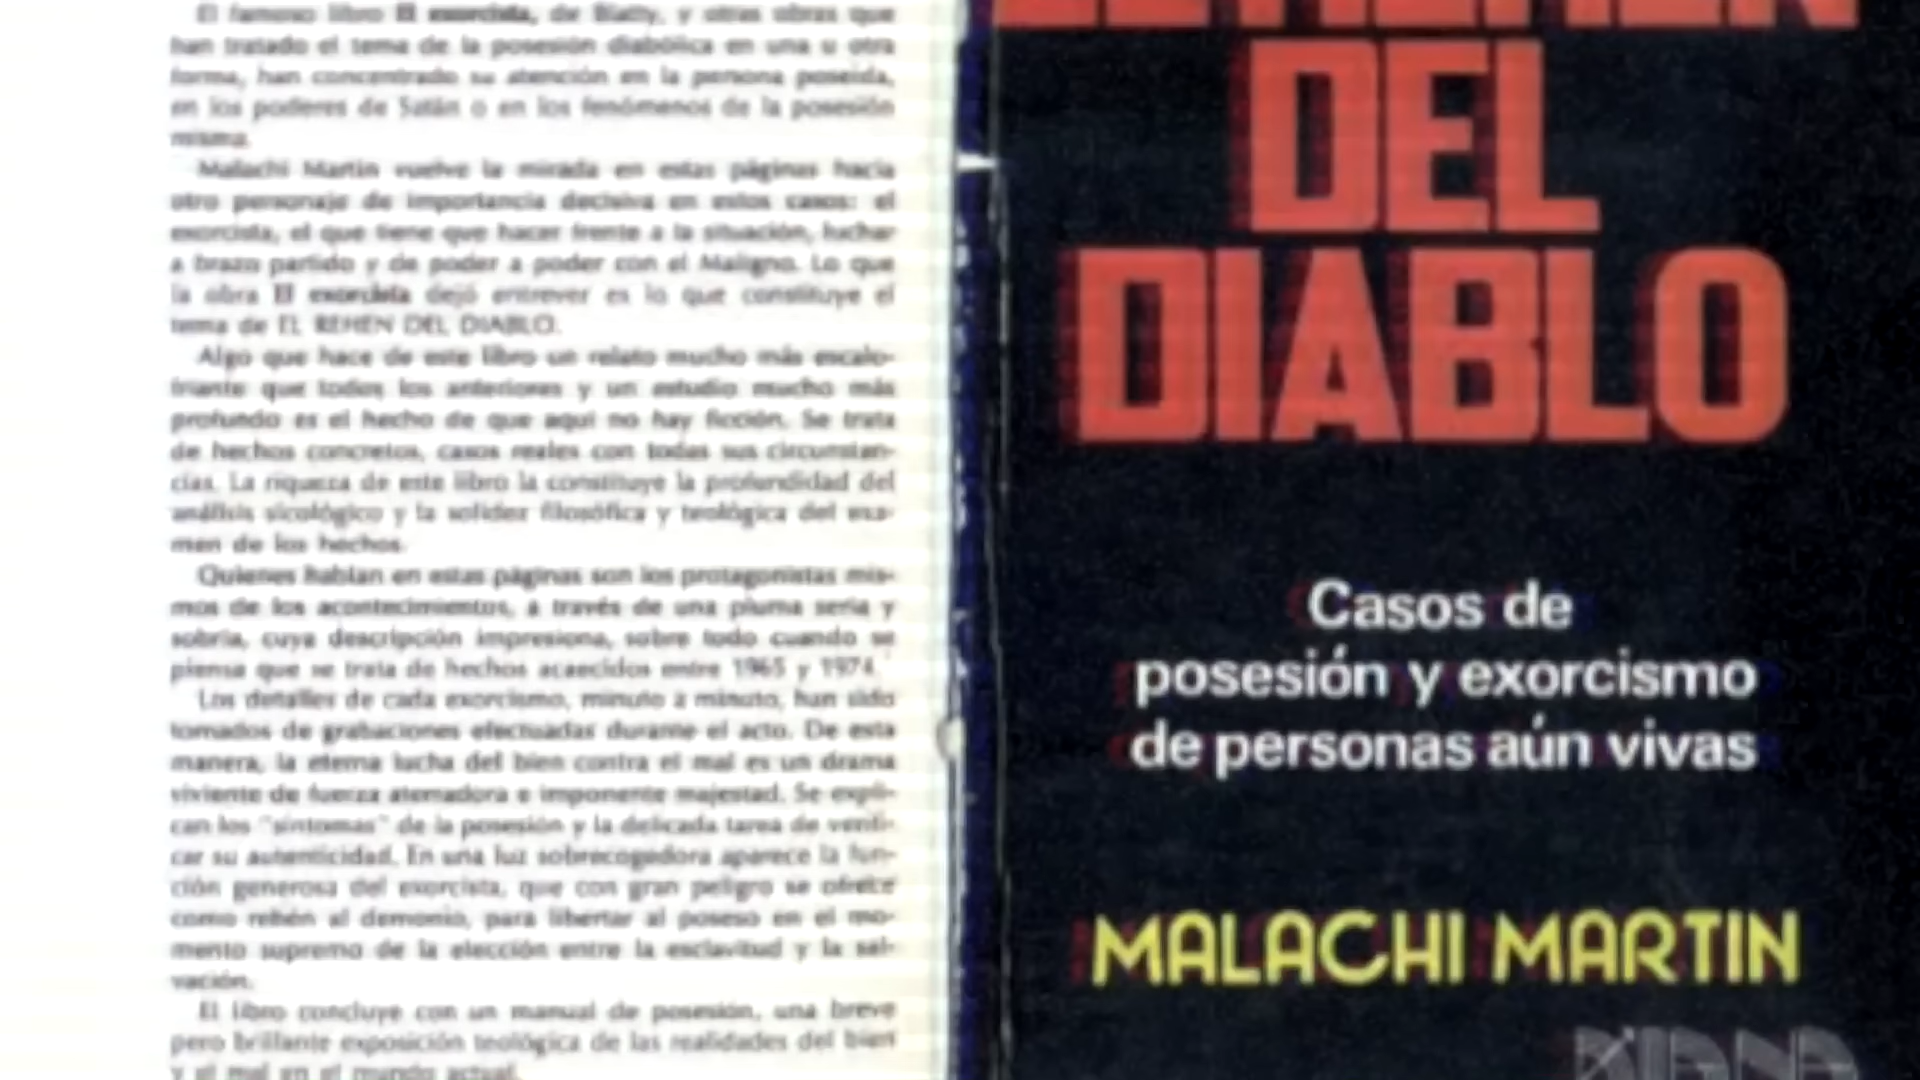 El famoso libro El exorcista, de Blatty, y otras obras que
han tratado el tema de la posesión diabólica en una u otra
forma, han concentrado su atención en la persona poseída,
en los poderes de Satán o en los fenómenos de la posesión
misma.
Malachi Martin vuelve la mirada en estas páginas hacia
otro personaje de importancia decisiva en estos casos: el
exorcista, el que tiene que hacer frente a la situación, luchar
a brazo partido y de poder a poder con el Maligno. Lo que
la obra El exorcista dejó entrever es lo que constituye el
tema de EL REHEN DEL DIABLO.
Algo que hace de este libro un relato mucho más escalo-
friante que todos los anteriores y un estudio mucho más
profundo es el hecho de que aquí no hay ficción. Se trata
de hechos concretos, casos reales con todas sus circunstan-
cias. La riqueza de este libro la constituye la profundidad del
análisis sicológico y la solidez filosófica y teológica del exa-
men de los hechos.
Quienes hablan en estas páginas son los protagonistas mis-
mos de los acontecimientos, a través de una pluma seria y
sobria, cuya descripción impresiona, sobre todo cuando se
piensa que se trata de hechos acaecidos entre 1965 y 1974.
Los detalles de cada exorcismo, minuto a minuto, han sido
tomados de grabaciones efectuadas durante el acto. De esta
manera, la eterna lucha del bien contra el mal es un drama
viviente de fuerza aterradora e imponente majestad. Se expli-
can los "síntomas" de la posesión y la delicada tarea de verifi-
car su autenticidad. En una luz sobrecogedora aparece la fun-
ción generosa del exorcista, que con gran peligro se ofrece
como rehén al demonio, para libertar al poseso en el mo-
mento supremo de la elección entre la esclavitud y la sal-
vación.
El libro concluye con un manual de posesión, una breve
pero brillante exposición teológica de las realidades del bien
y el mal en el mundo actual.
DEL
DIABLO
Casos de
posesión y exorcismo
de personas aún vivas
MALACHI MARTIN